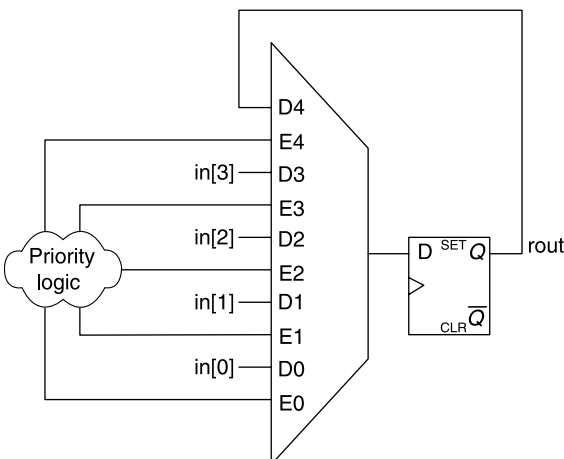 D4
E4
in[3] D3
E3
in[2] D2
Priority
logic
E2
in[1] D1
E1
in[0] D0
E0
D SET Q
CLR Q
rout